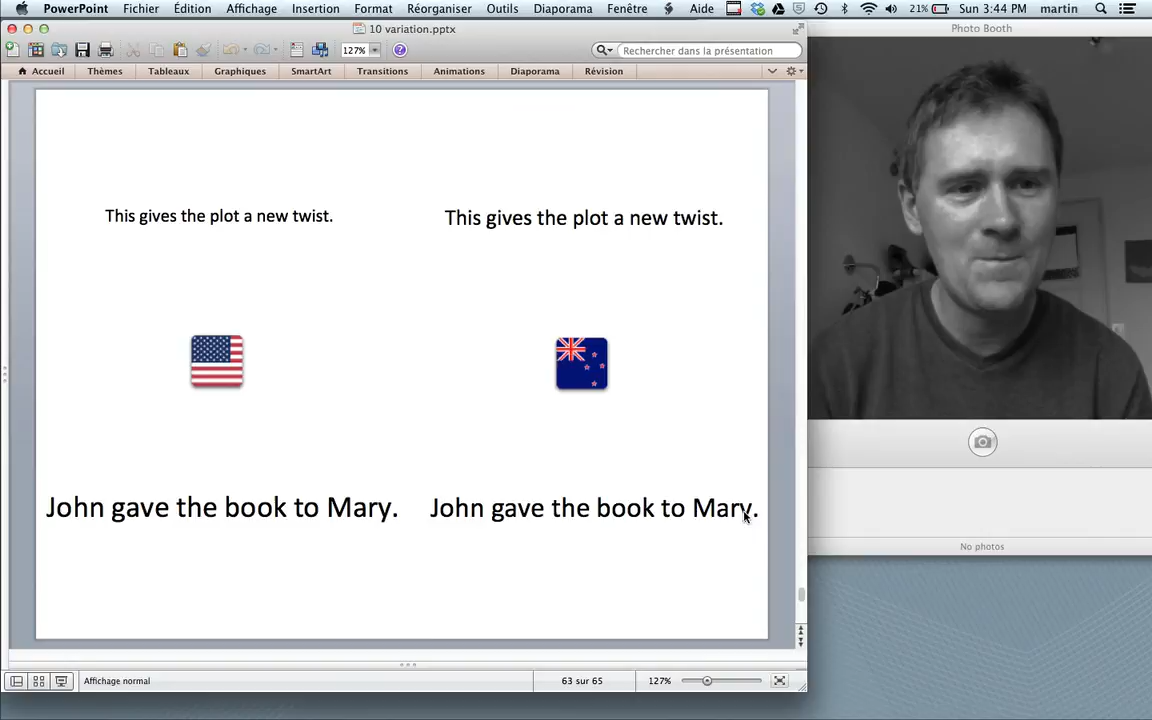 PowerPoint Fichier Édition Affichage Insertion Format Réorganiser Outils Diaporama Fenêtre Aide 21% Sun 3:44 PM martin
10 variation.pptx
Photo Booth
127% Rechercher dans la présentation
Accueil Thèmes Tableaux Graphiques SmartArt Transitions Animations Diaporama Révision
This gives the plot a new twist. This gives the plot a new twist.
John gave the book to Mary. John gave the book to Mary.
No photos
Affichage normal 63 sur 65 127%